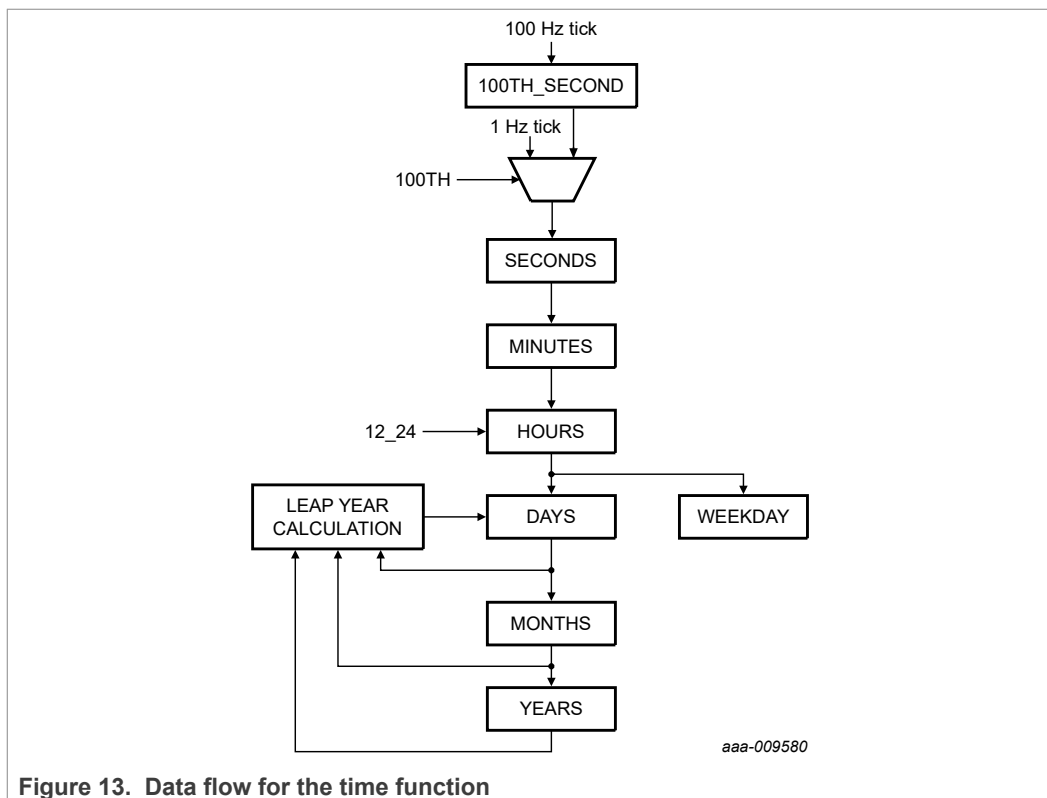 100 Hz tick
100TH_SECOND
1 Hz tick
100TH
SECONDS
MINUTES
12_24
HOURS
LEAP YEAR
CALCULATION
DAYS
WEEKDAY
MONTHS
YEARS
aaa-009580
Figure 13. Data flow for the time function